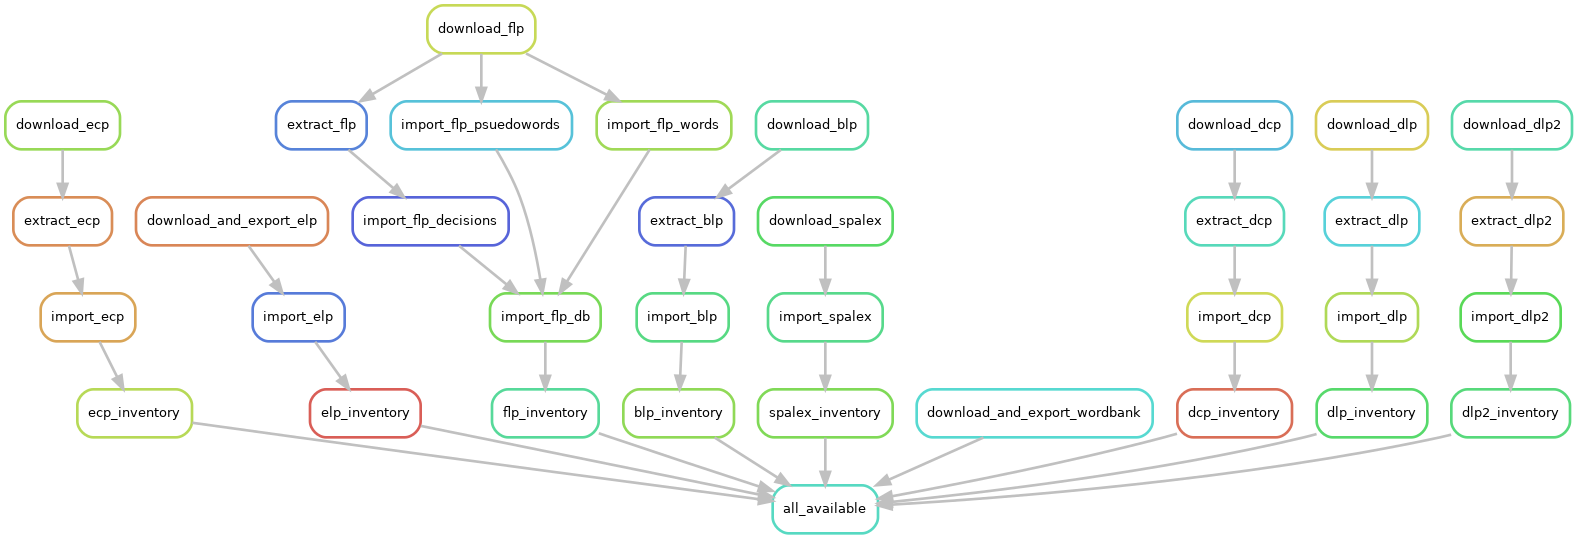 download_flp
download_ecp
extract_flp
import_flp_psuedowords
import_flp_words
download_blp
download_dcp
download_dlp
download_dlp2
extract_ecp
download_and_export_elp
import_flp_decisions
extract_blp
download_spalex
extract_dcp
extract_dlp
extract_dlp2
import_ecp
import_elp
import_flp_db
import_blp
import_spalex
import_dcp
import_dlp
import_dlp2
ecp_inventory
elp_inventory
flp_inventory
blp_inventory
spalex_inventory
download_and_export_wordbank
dcp_inventory
dlp_inventory
dlp2_inventory
all_available